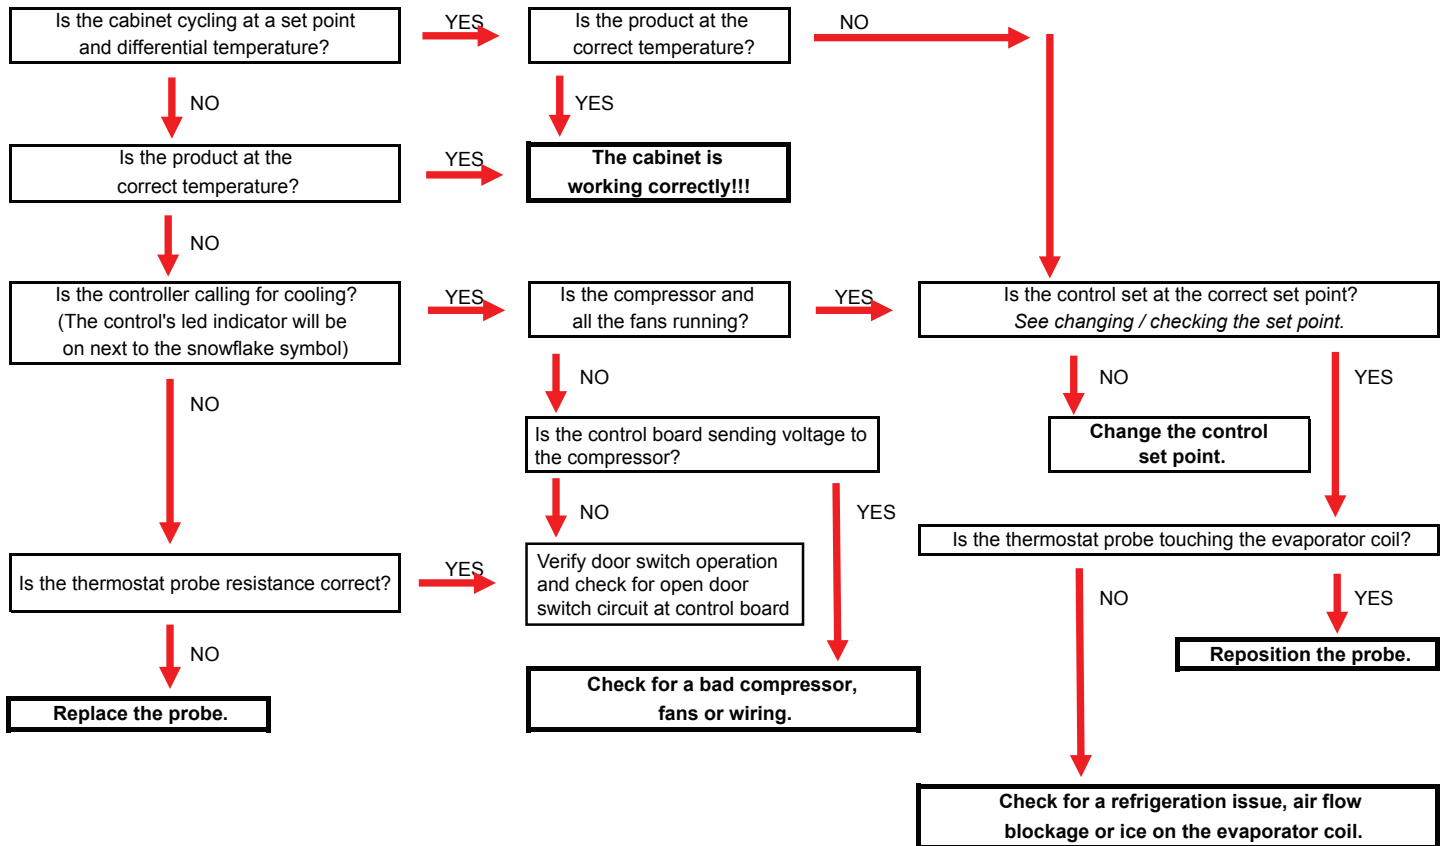 Is the cabinet cycling at a set point
and differential temperature?
YES
Is the product at the
correct temperature?
NO
NO
YES
Is the product at the
correct temperature?
YES
The cabinet is
working correctly!!!
NO
Is the controller calling for cooling?
(The control's led indicator will be
on next to the snowflake symbol)
YES
Is the compressor and
all the fans running?
YES
Is the control set at the correct set point?
See changing / checking the set point.
NO
NO
NO
YES
Is the control board sending voltage to
the compressor?
Change the control
set point.
NO
YES
Is the thermostat probe touching the evaporator coil?
Is the thermostat probe resistance correct?
YES
Verify door switch operation
and check for open door
switch circuit at control board
NO
YES
NO
Reposition the probe.
Replace the probe.
Check for a bad compressor,
fans or wiring.
Check for a refrigeration issue, air flow
blockage or ice on the evaporator coil.